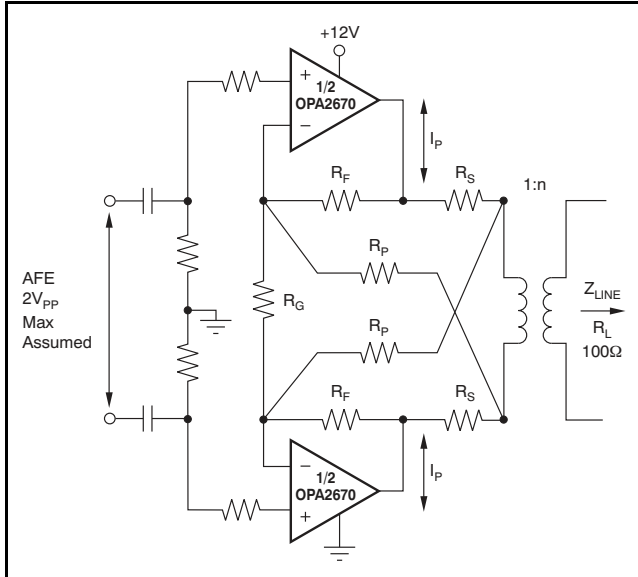 +12V
+
1/2
OPA2670
−
I_P
R_F
R_S
1:n
R_P
AFE
2V_PP
Max
Assumed
R_G
Z_LINE
R_L
100Ω
R_P
R_F
R_S
−
1/2
OPA2670
+
I_P